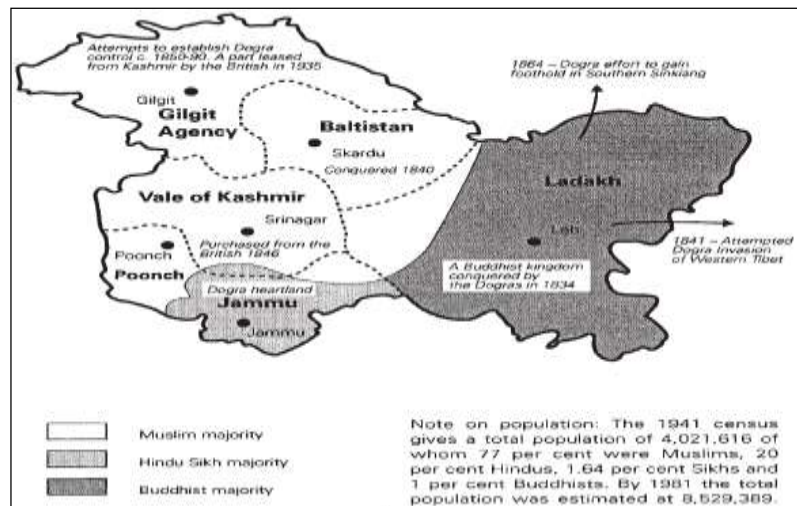 Attempts to establish Dogra
control c. 1850-90. A part leased
from Kashmir by the British in 1935
1864 – Dogra effort to gain
foothold in Southern Sinkiang
Gilgit
Gilgit
Agency
Baltistan
Skardu
Conquered 1840
Ladakh
Vale of Kashmir
Srinagar
Leh
1841 – Attempted
Dogra Invasion
of Western Tibet
Poonch
Poonch
Purchased from the
British 1846
A Buddhist kingdom
conquered by
the Dogras in 1834
Dogra heartland
Jammu
Jammu
Muslim majority
Hindu Sikh majority
Buddhist majority
Note on population: The 1941 census
gives a total population of 4,021,616 of
whom 77 per cent were Muslims, 20
per cent Hindus, 1.64 per cent Sikhs and
1 per cent Buddhists. By 1981 the total
population was estimated at 8,529,389.